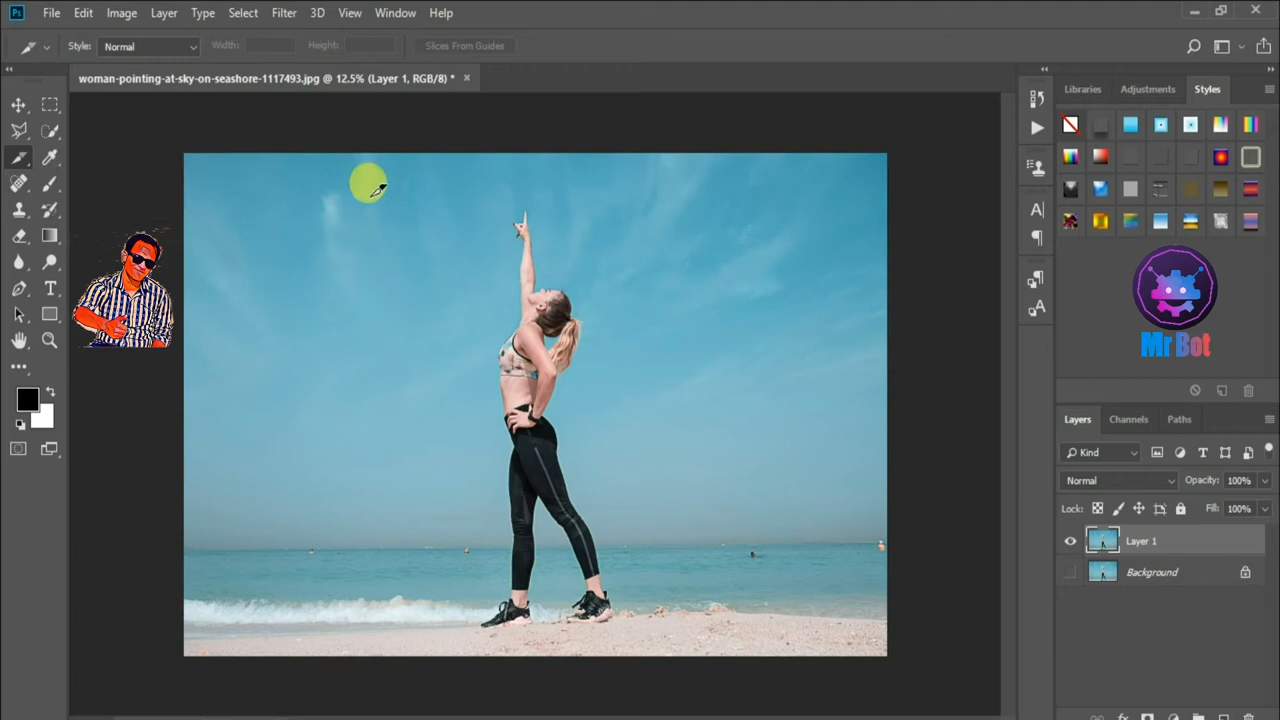 Ps File Edit Image Layer Type Select Filter 3D View Window Help
Style: Normal Width: Height: Slices From Guides
woman-pointing-at-sky-on-seashore-1117493.jpg @ 12.5% (Layer 1, RGB/8) *
Libraries Adjustments Styles
Mr Bot
Layers Channels Paths
Kind
Normal Opacity: 100%
Lock: Fill: 100%
Layer 1
Background